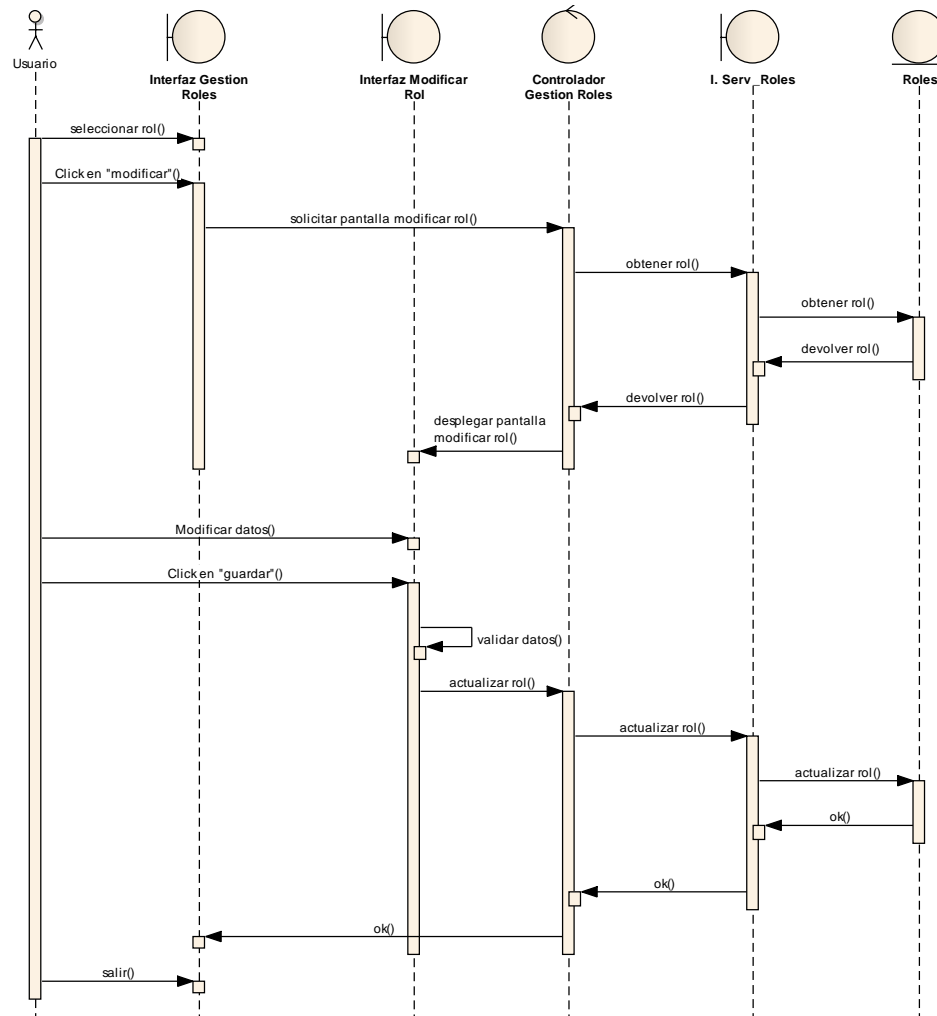 Usuario
Interfaz Gestion
Roles
Interfaz Modificar
Rol
Controlador
Gestion Roles
I. Serv_Roles
Roles
seleccionar rol()
Click en "modificar"()
solicitar pantalla modificar rol()
obtener rol()
obtener rol()
devolver rol()
devolver rol()
desplegar pantalla
modificar rol()
Modificar datos()
Click en "guardar"()
validar datos()
actualizar rol()
actualizar rol()
actualizar rol()
ok()
ok()
ok()
salir()